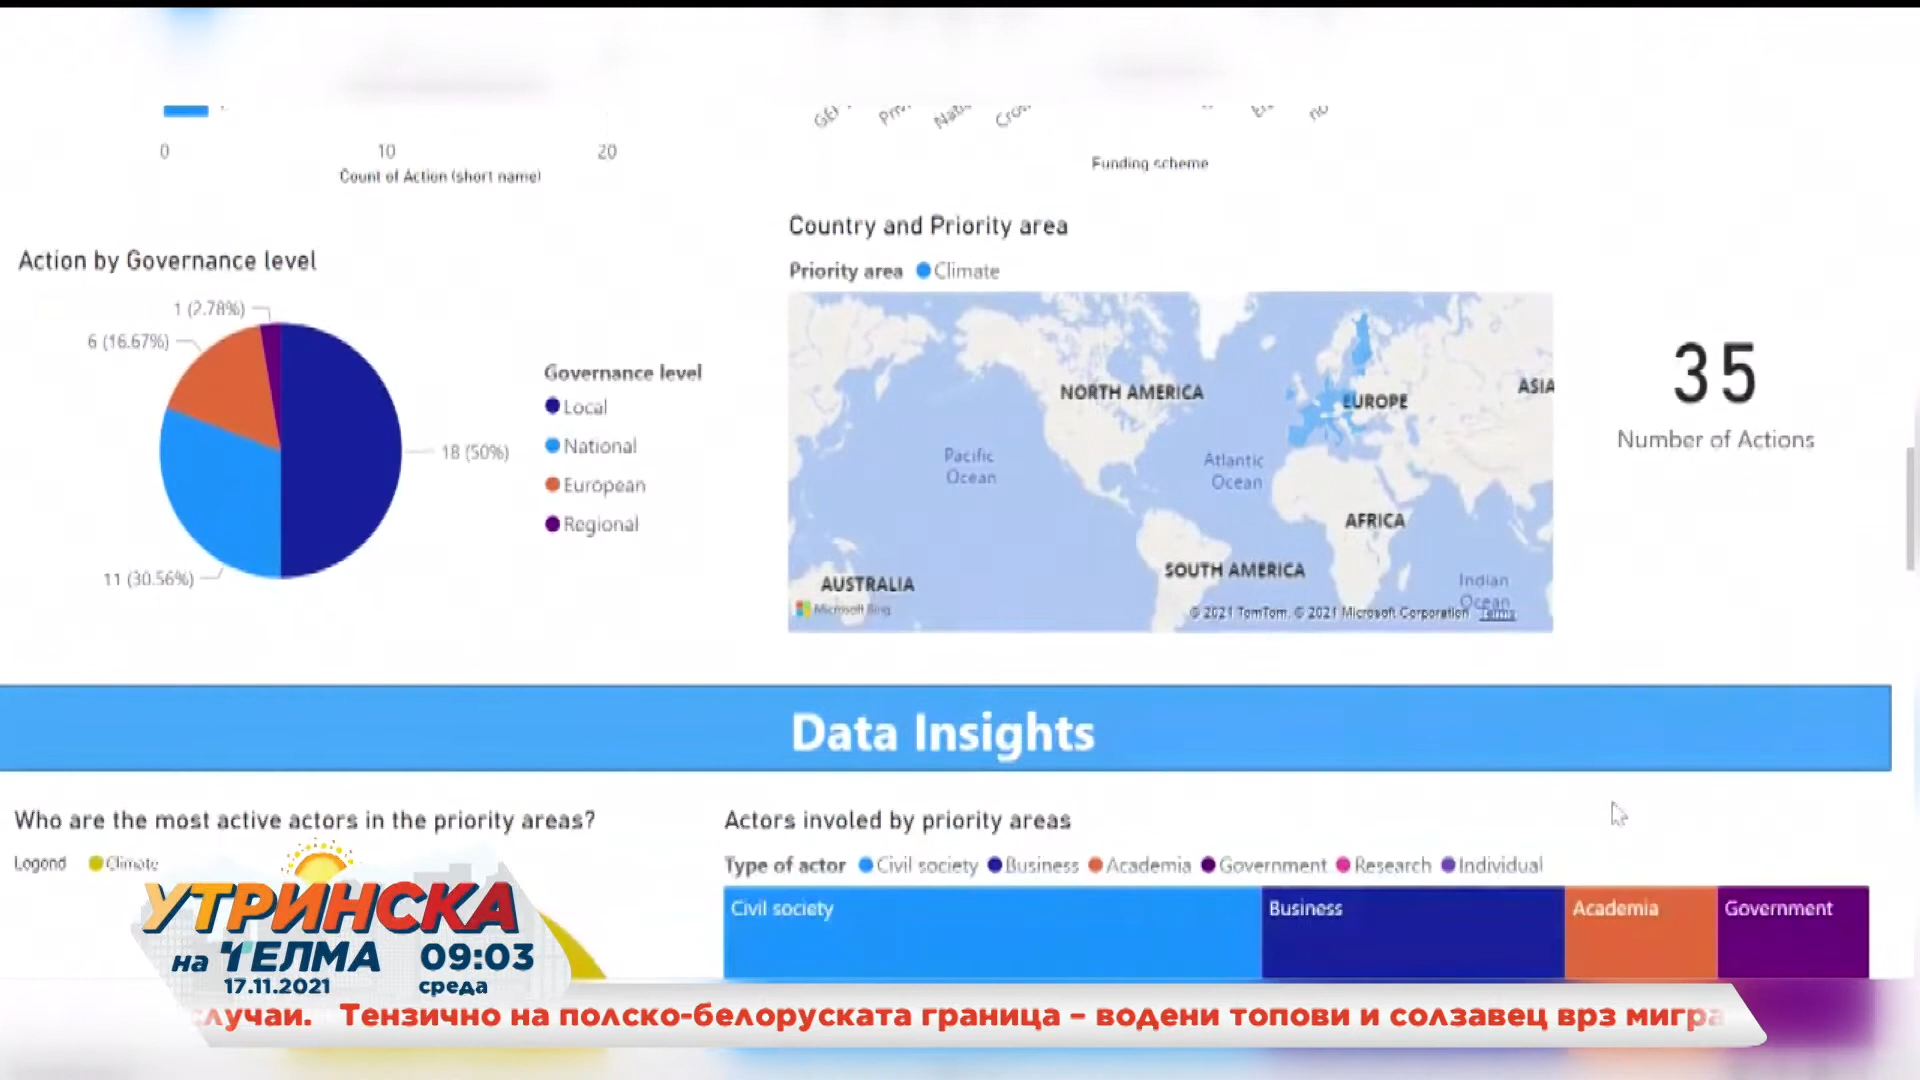 0 10 20
Count of Action (short name)
Funding scheme
Country and Priority area
Priority area Climate
Action by Governance level
1 (2.78%)
6 (16.67%)
18 (50%)
11 (30.56%)
Governance level
Local
National
European
Regional
NORTH AMERICA
EUROPE
ASIA
Pacific
Ocean
Atlantic
Ocean
AFRICA
SOUTH AMERICA
AUSTRALIA
Indian
Ocean
Microsoft Bing
© 2021 TomTom, © 2021 Microsoft Corporation Terms
35
Number of Actions
Data Insights
Who are the most active actors in the priority areas?
Legend Climate
Actors involed by priority areas
Type of actor Civil society Business Academia Government Research Individual
Civil society
Business
Academia
Government
УТРИНСКА
на ТЕЛМА 09:03
17.11.2021 среда
случаи. Тензично на полско-белоруската граница – водени топови и солзавец врз мигра